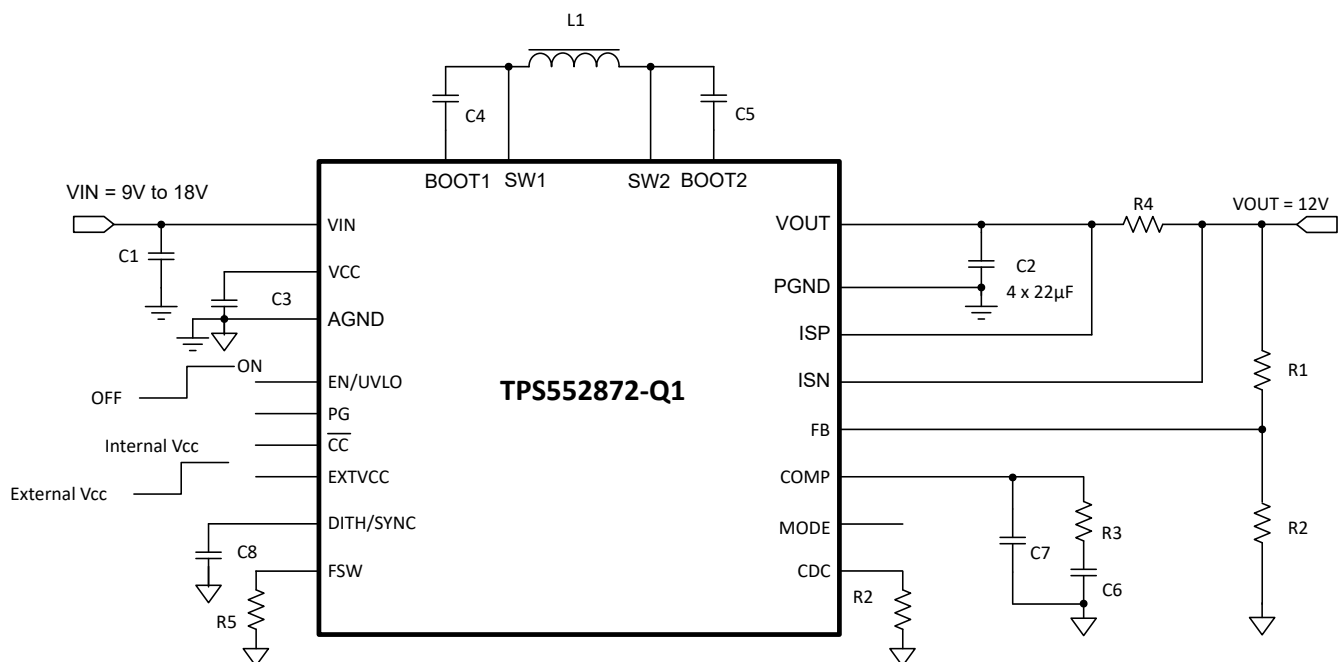 L1
C4
C5
BOOT1
SW1
SW2
BOOT2
VIN = 9V to 18V
C1
VIN
VCC
C3
AGND
ON
OFF
EN/UVLO
PG
Internal Vcc
CC
External Vcc
EXTVCC
DITH/SYNC
C8
FSW
R5
TPS552872-Q1
VOUT
R4
VOUT = 12V
C2
4 x 22µF
PGND
ISP
ISN
R1
FB
COMP
MODE
C7
R3
C6
R2
CDC
R2